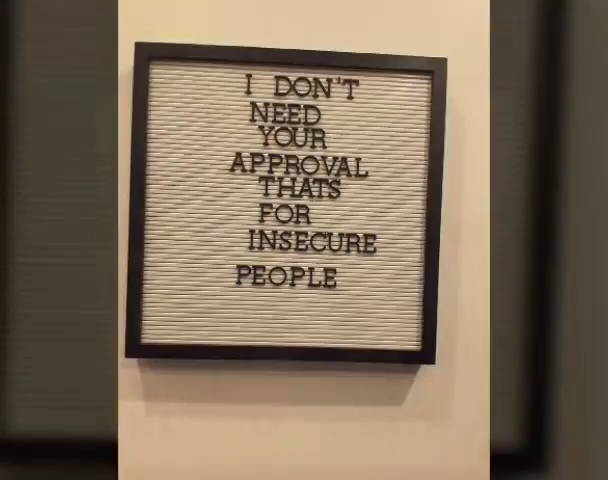 I DON'T
NEED
YOUR
APPROVAL
THATS
FOR
INSECURE
PEOPLE